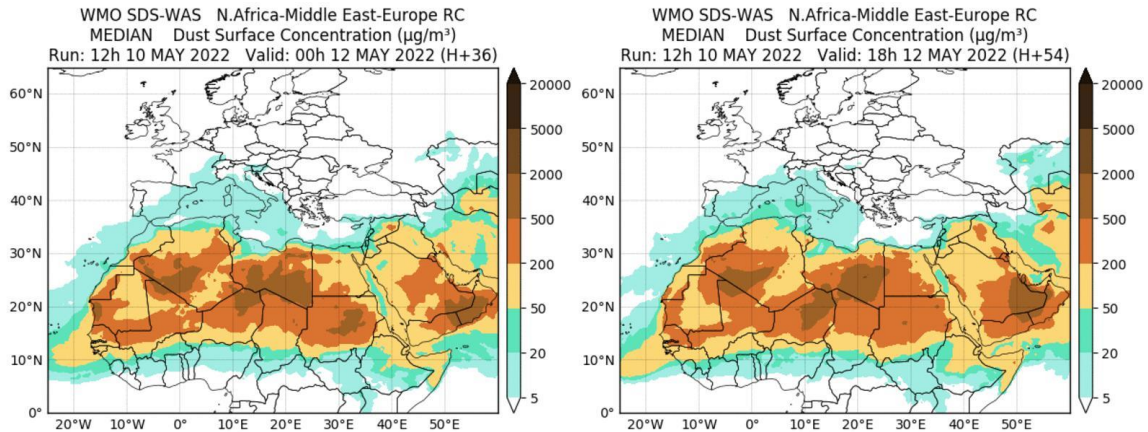 WMO SDS-WAS N.Africa-Middle East-Europe RC
MEDIAN Dust Surface Concentration (µg/m³)
Run: 12h 10 MAY 2022 Valid: 00h 12 MAY 2022 (H+36)
60°N
50°N
40°N
30°N
20°N
10°N
0°
20°W
10°W
0°
10°E
20°E
30°E
40°E
50°E
20000
5000
2000
500
200
50
20
5
WMO SDS-WAS N.Africa-Middle East-Europe RC
MEDIAN Dust Surface Concentration (µg/m³)
Run: 12h 10 MAY 2022 Valid: 18h 12 MAY 2022 (H+54)
60°N
50°N
40°N
30°N
20°N
10°N
0°
20°W
10°W
0°
10°E
20°E
30°E
40°E
50°E
20000
5000
2000
500
200
50
20
5